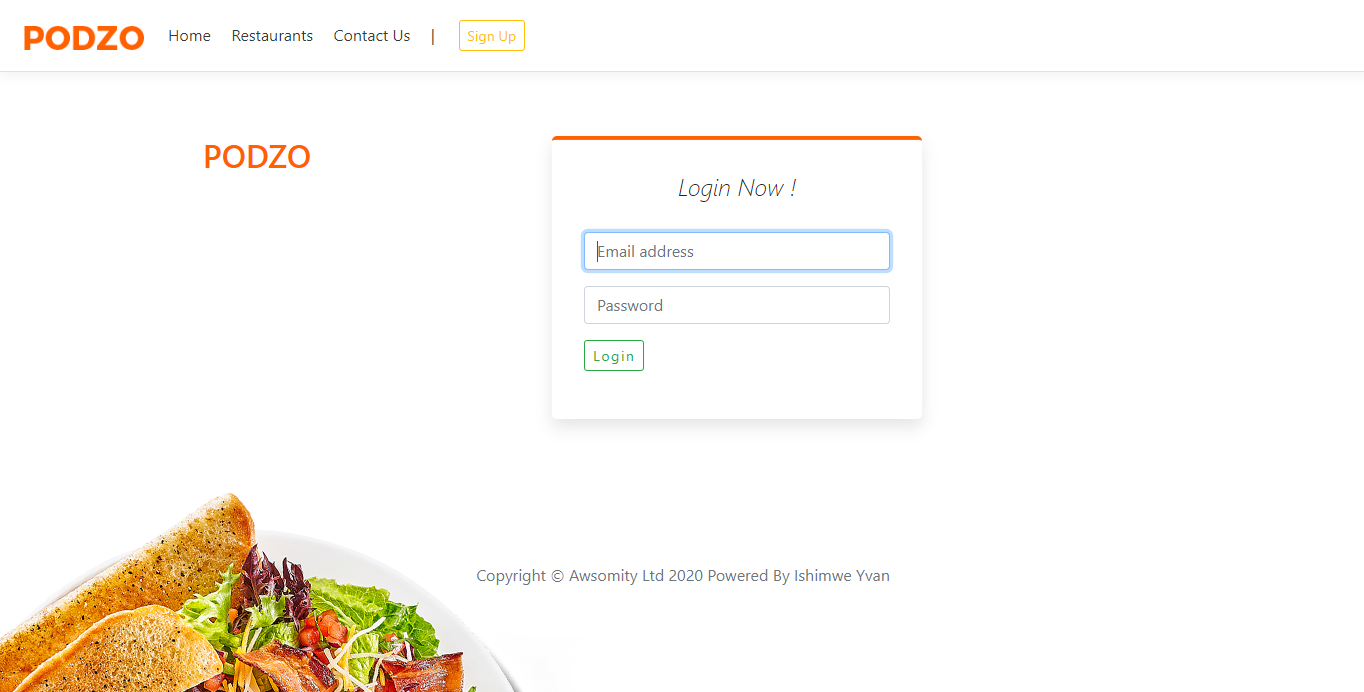 PODZO Home Restaurants Contact Us | Sign Up
PODZO
Login Now !
Email address
Password
Login
Copyright © Awsomity Ltd 2020 Powered By Ishimwe Yvan